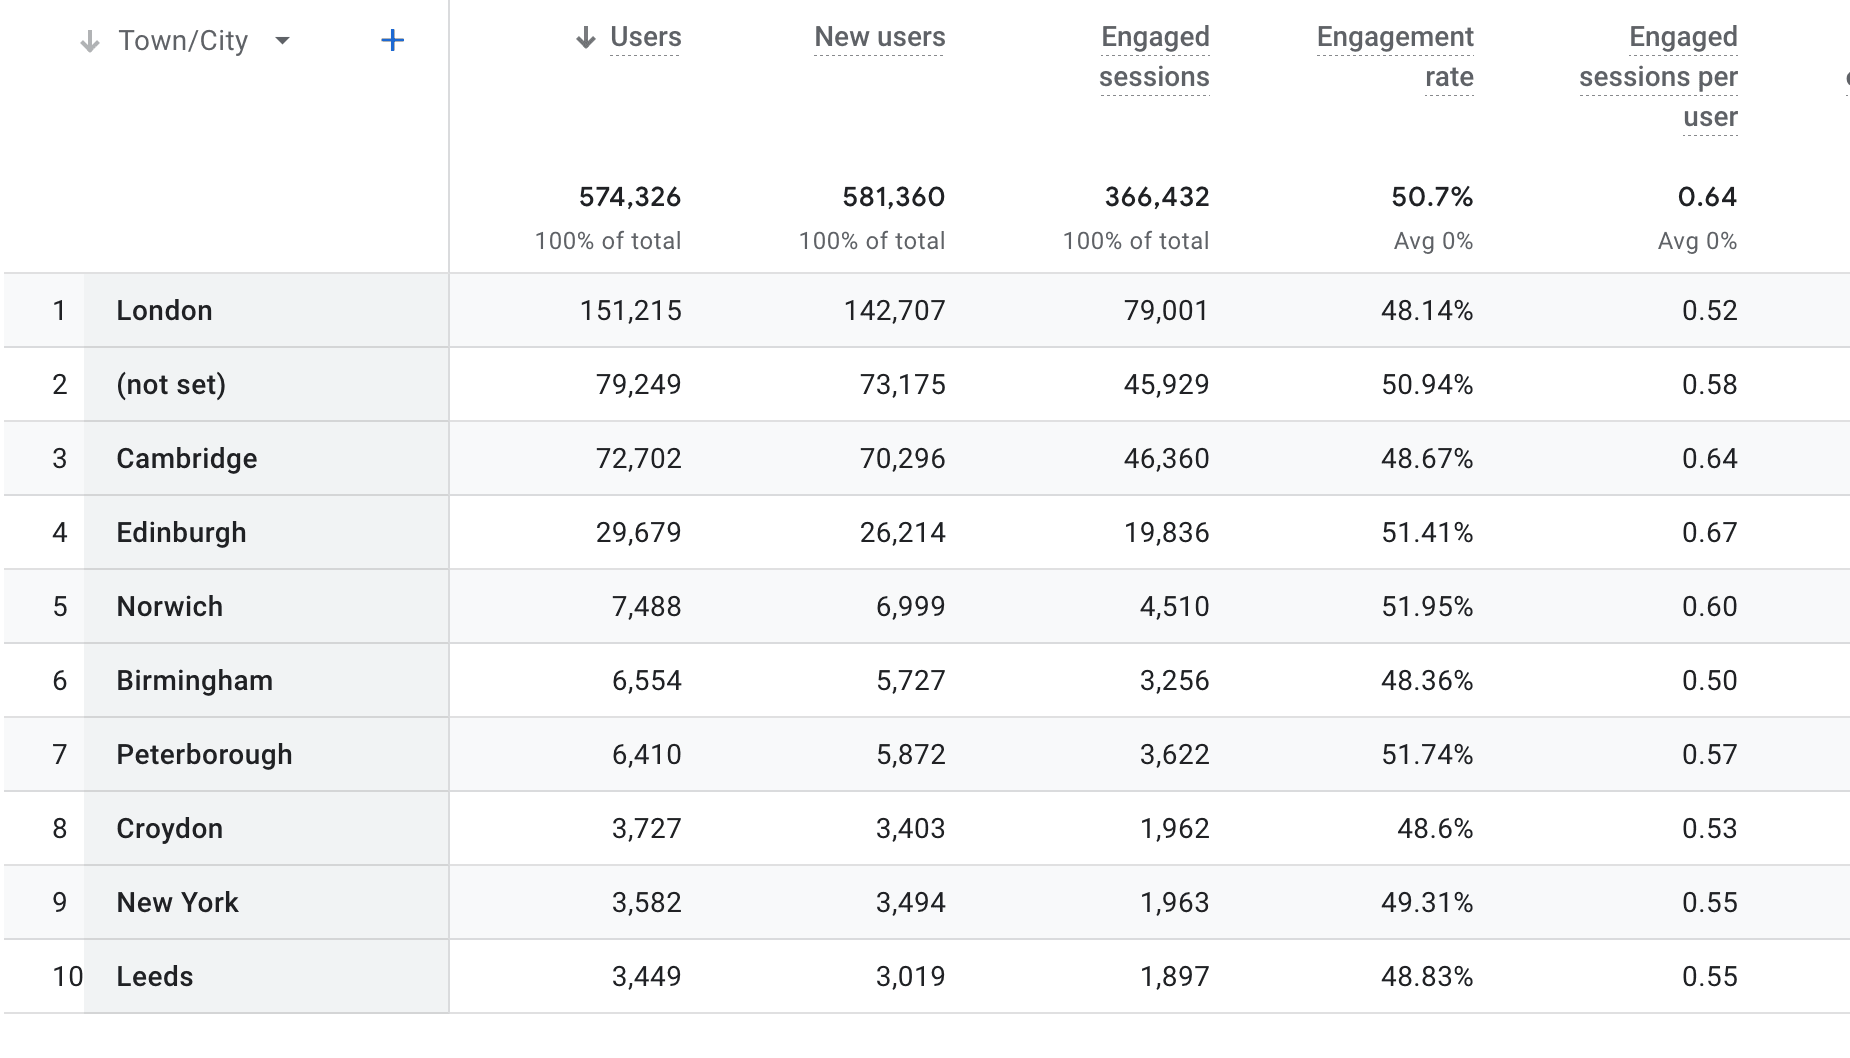 Town/City
Users
New users
Engaged sessions
Engagement rate
Engaged sessions per user
574,326 581,360 366,432 50.7% 0.64
100% of total 100% of total 100% of total Avg 0% Avg 0%
1 London 151,215 142,707 79,001 48.14% 0.52
2 (not set) 79,249 73,175 45,929 50.94% 0.58
3 Cambridge 72,702 70,296 46,360 48.67% 0.64
4 Edinburgh 29,679 26,214 19,836 51.41% 0.67
5 Norwich 7,488 6,999 4,510 51.95% 0.60
6 Birmingham 6,554 5,727 3,256 48.36% 0.50
7 Peterborough 6,410 5,872 3,622 51.74% 0.57
8 Croydon 3,727 3,403 1,962 48.6% 0.53
9 New York 3,582 3,494 1,963 49.31% 0.55
10 Leeds 3,449 3,019 1,897 48.83% 0.55